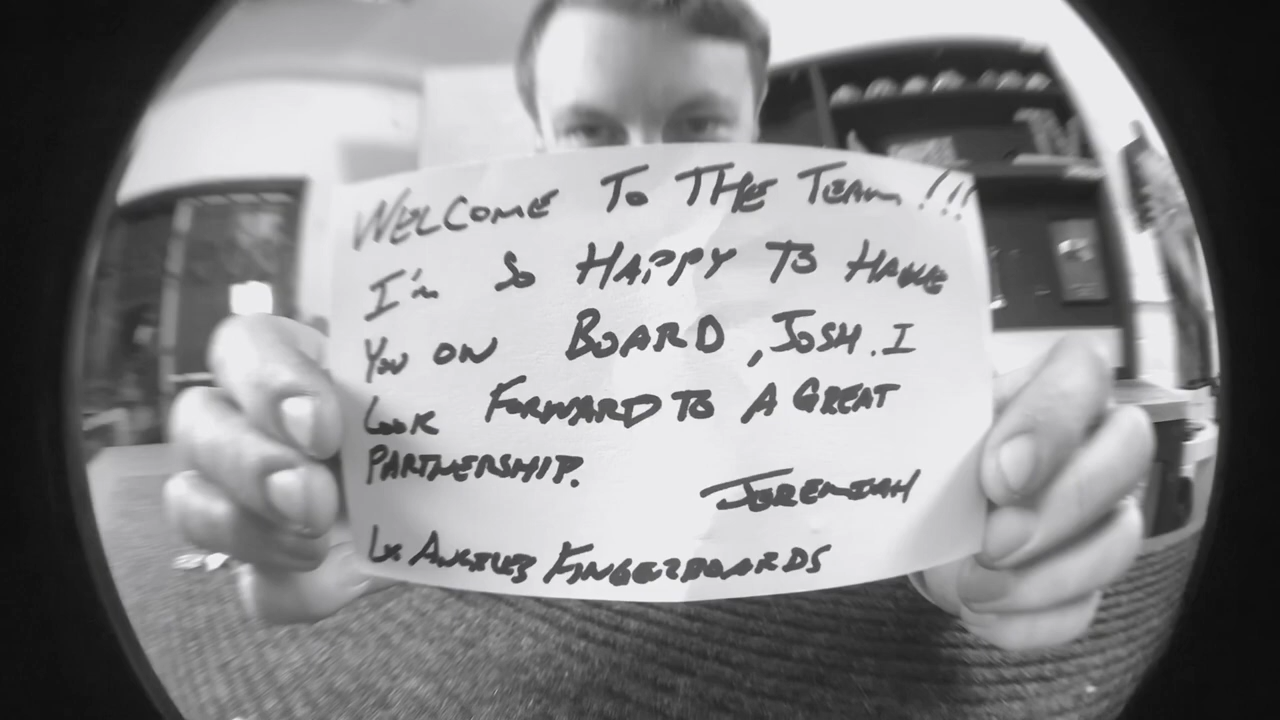 WELCOME TO THE TEAM!!!
I'm So HAPPY TO HAVE
You ON BOARD, JOSH. I
LOOK FORWARD TO A GREAT
PARTNERSHIP.
JEREMIAH
Los ANGELES FINGERBOARDS